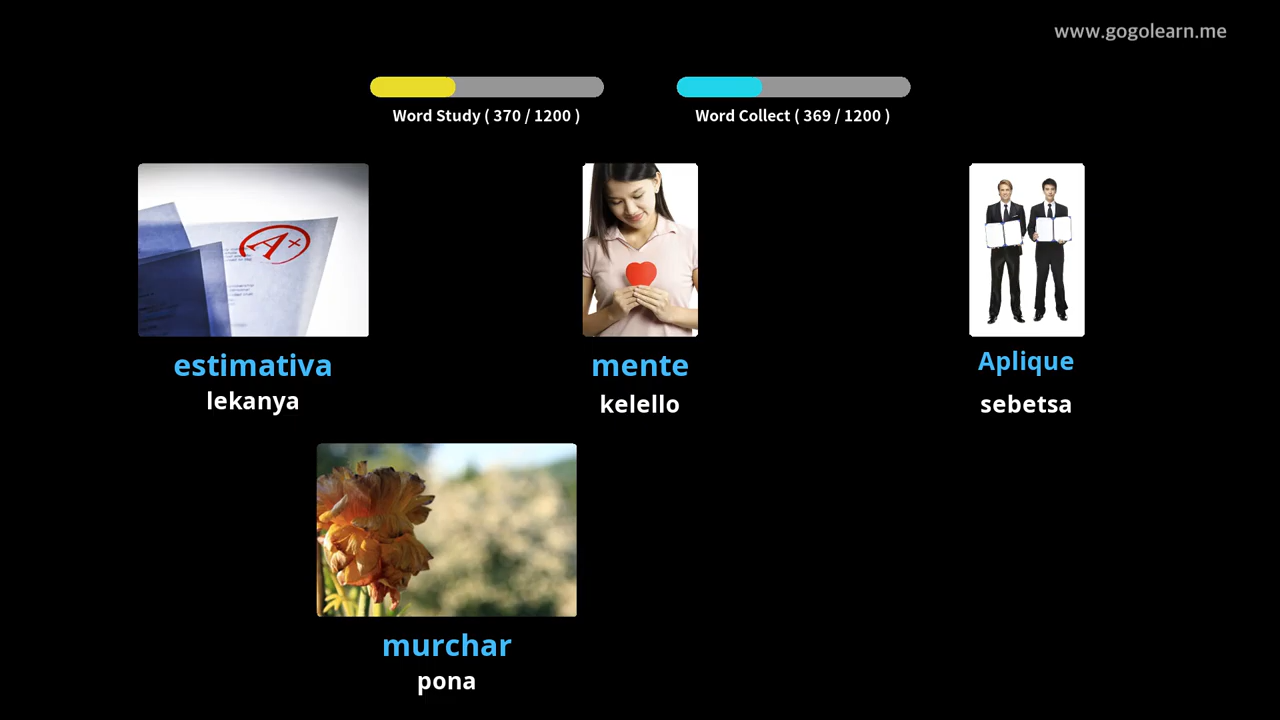 www.gogolearn.me
Word Study ( 370 / 1200 )
Word Collect ( 369 / 1200 )
A+
estimativa
lekanya
mente
kelello
Aplique
sebetsa
murchar
pona